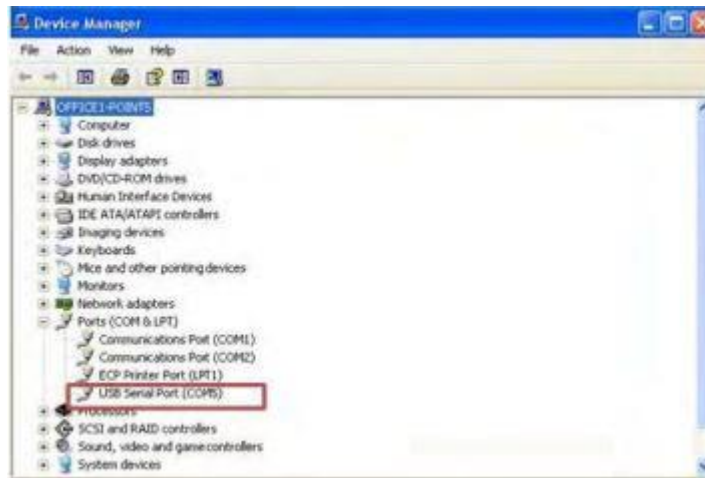 Device Manager
File Action View Help
OFFICE1-POINTS
Computer
Disk drives
Display adapters
DVD/CD-ROM drives
Human Interface Devices
IDE ATA/ATAPI controllers
Imaging devices
Keyboards
Mice and other pointing devices
Monitors
Network adapters
Ports (COM & LPT)
Communications Port (COM1)
Communications Port (COM2)
ECP Printer Port (LPT1)
USB Serial Port (COM5)
Processors
SCSI and RAID controllers
Sound, video and game controllers
System devices